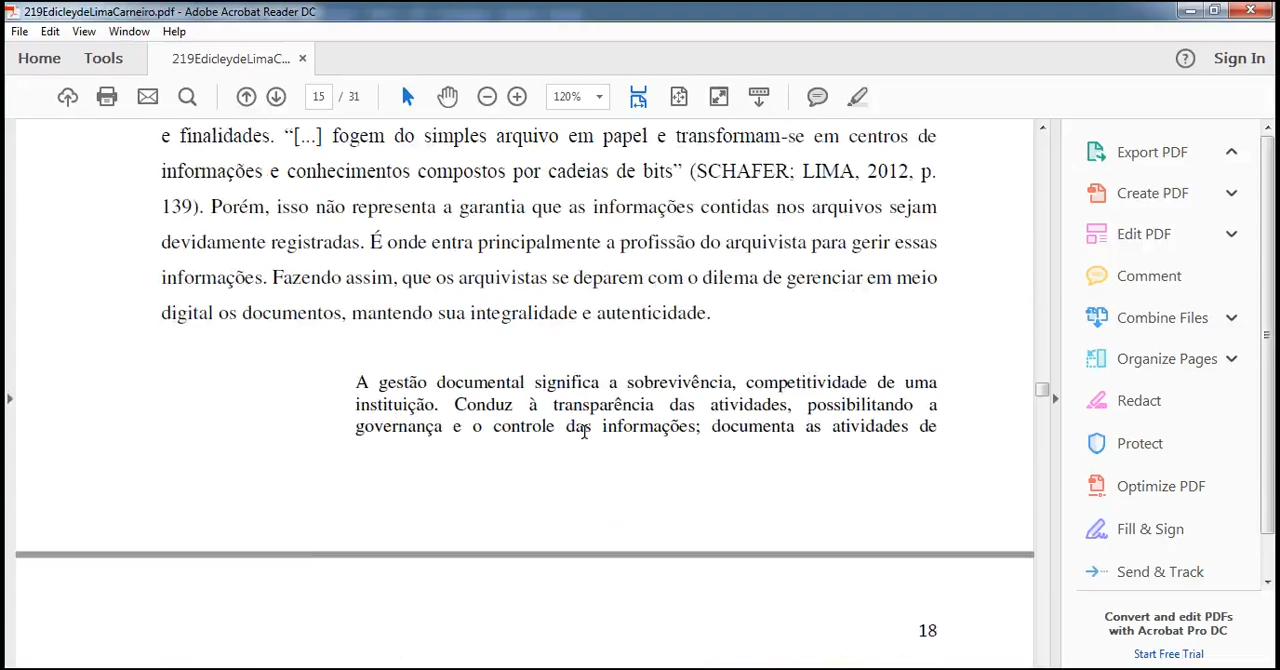 219EdicleydeLimaCarneiro.pdf - Adobe Acrobat Reader DC
File Edit View Window Help
Home Tools 219EdicleydeLimaC... × Sign In
15 / 31 120%
e finalidades. “[...] fogem do simples arquivo em papel e transformam-se em centros de
informações e conhecimentos compostos por cadeias de bits” (SCHAFER; LIMA, 2012, p.
139). Porém, isso não representa a garantia que as informações contidas nos arquivos sejam
devidamente registradas. É onde entra principalmente a profissão do arquivista para gerir essas
informações. Fazendo assim, que os arquivistas se deparem com o dilema de gerenciar em meio
digital os documentos, mantendo sua integralidade e autenticidade.
A gestão documental significa a sobrevivência, competitividade de uma
instituição. Conduz à transparência das atividades, possibilitando a
governança e o controle das informações; documenta as atividades de
18
Export PDF
Create PDF
Edit PDF
Comment
Combine Files
Organize Pages
Redact
Protect
Optimize PDF
Fill & Sign
Send & Track
Convert and edit PDFs
with Acrobat Pro DC
Start Free Trial